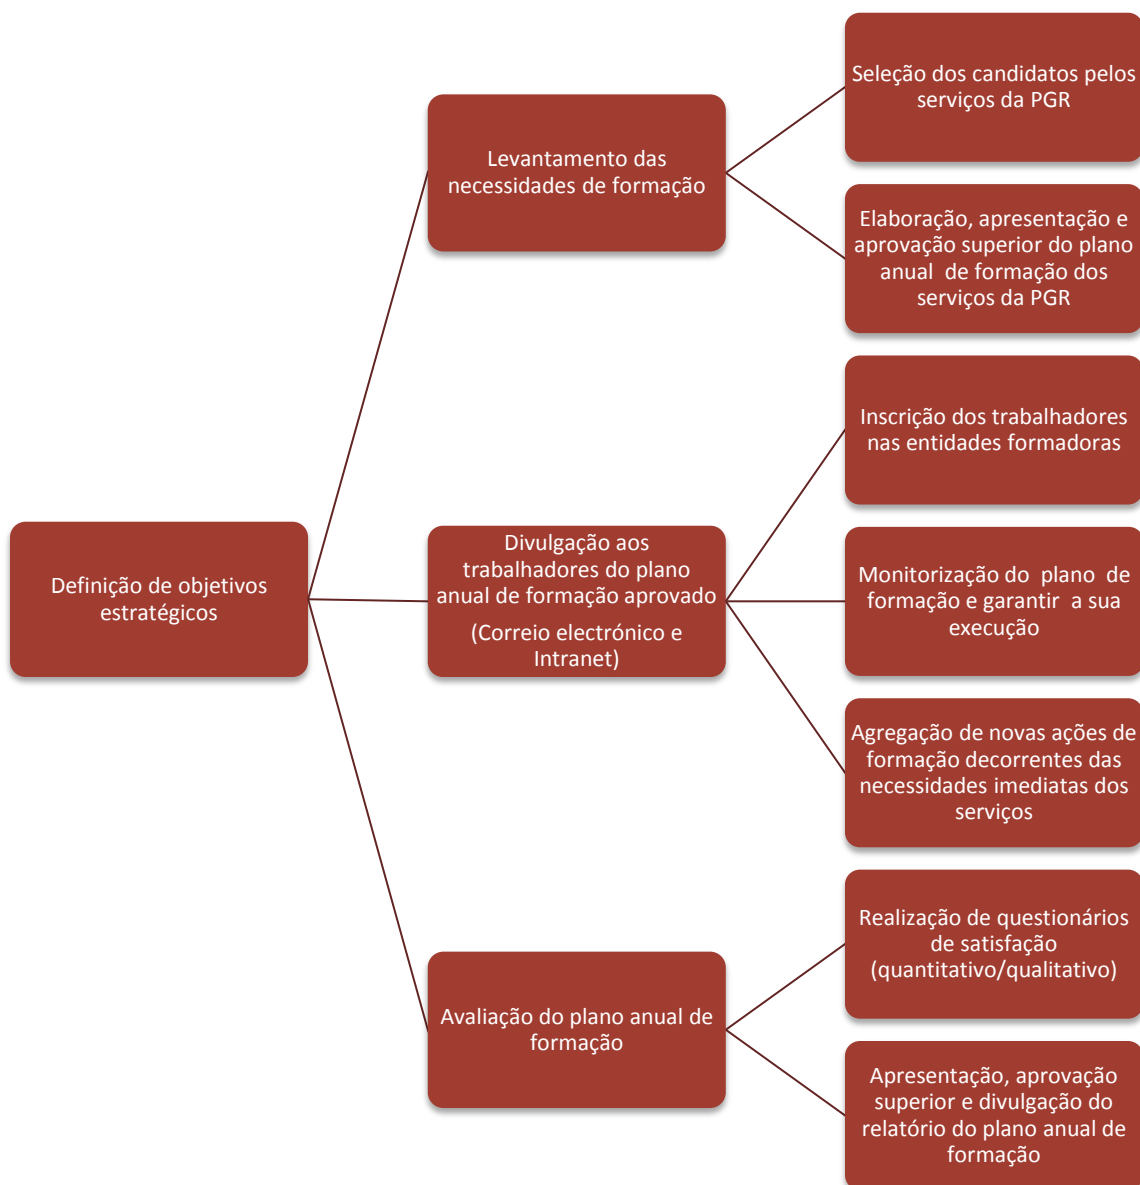 Definição de objetivos
estratégicos
Levantamento das
necessidades de formação
Seleção dos candidatos pelos
serviços da PGR
Elaboração, apresentação e
aprovação superior do plano
anual de formação dos
serviços da PGR
Divulgação aos
trabalhadores do plano
anual de formação aprovado
(Correio electrónico e
Intranet)
Inscrição dos trabalhadores
nas entidades formadoras
Monitorização do plano de
formação e garantir a sua
execução
Agregação de novas ações de
formação decorrentes das
necessidades imediatas dos
serviços
Avaliação do plano anual de
formação
Realização de questionários
de satisfação
(quantitativo/qualitativo)
Apresentação, aprovação
superior e divulgação do
relatório do plano anual de
formação